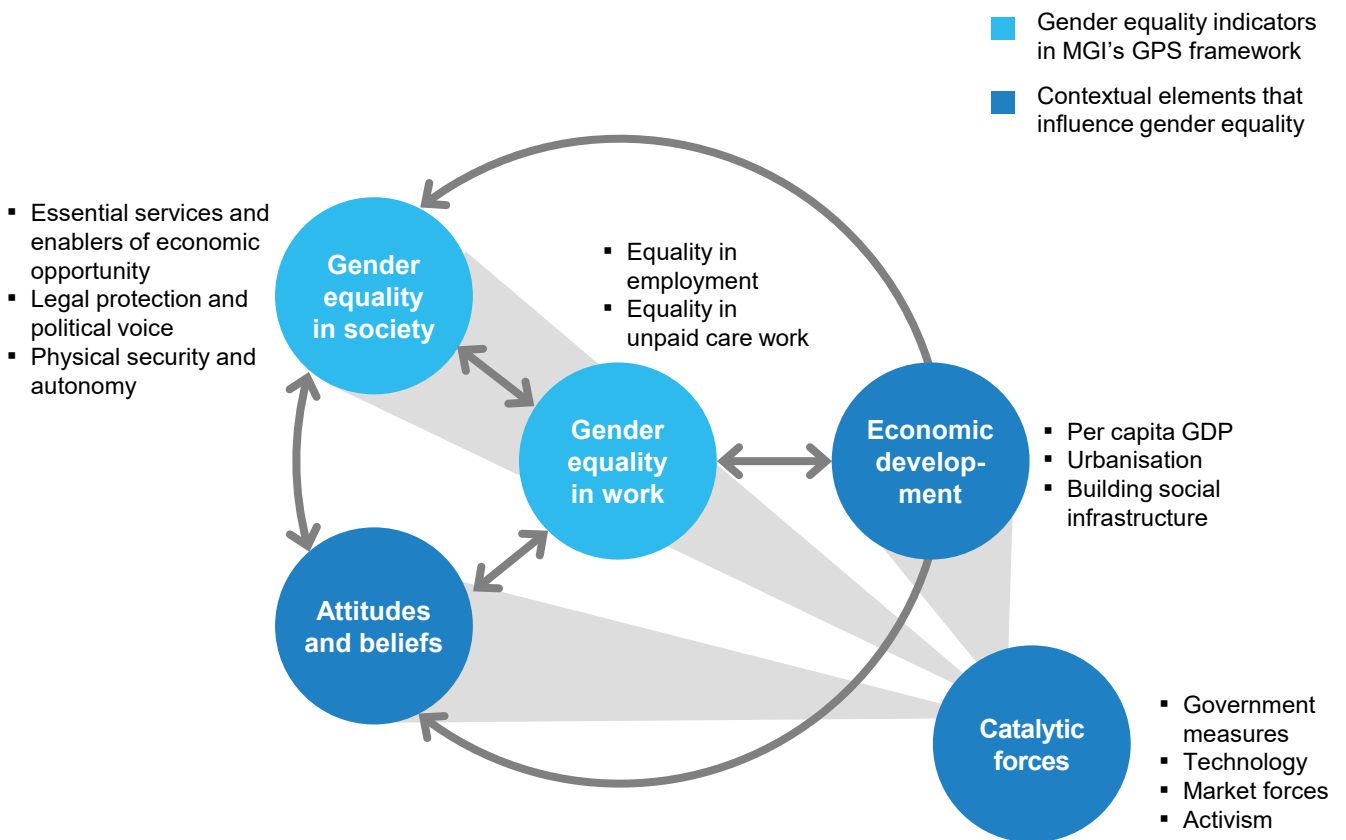 Gender equality indicators
in MGI's GPS framework
Contextual elements that
influence gender equality
▪ Essential services and
enablers of economic
opportunity
▪ Legal protection and
political voice
▪ Physical security and
autonomy
Gender
equality
in society
▪ Equality in
employment
▪ Equality in
unpaid care work
Gender
equality
in work
Economic
develop-
ment
▪ Per capita GDP
▪ Urbanisation
▪ Building social
infrastructure
Attitudes
and beliefs
Catalytic
forces
▪ Government
measures
▪ Technology
▪ Market forces
▪ Activism